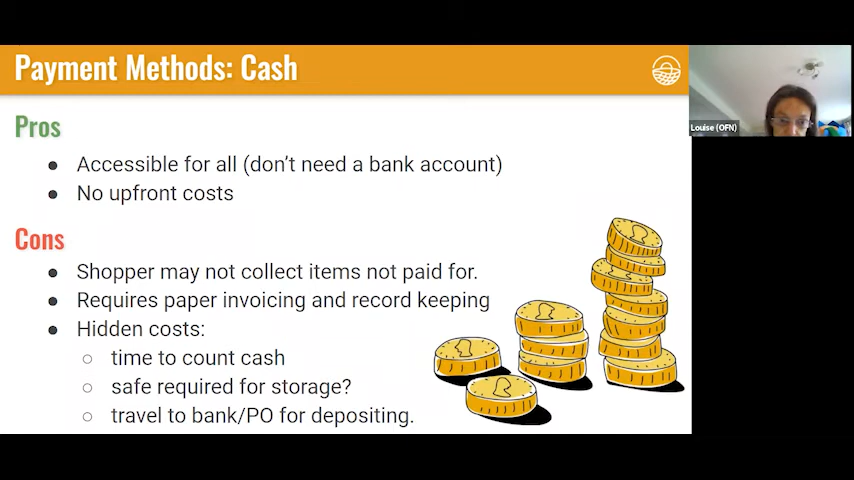 Payment Methods: Cash
Louise (OFN)
Pros
Accessible for all (don't need a bank account)
No upfront costs
Cons
Shopper may not collect items not paid for.
Requires paper invoicing and record keeping
Hidden costs:
time to count cash
safe required for storage?
travel to bank/PO for depositing.